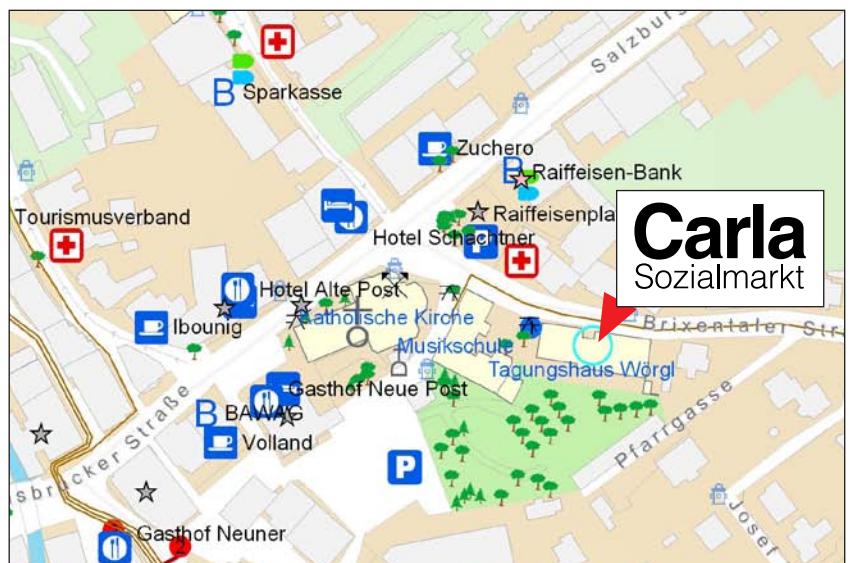 Salzburg
B Sparkasse
Zuchero
B Raiffeisen-Bank
Tourismusverband
Raiffeisenpla
Carla
Sozialmarkt
Hotel Schachtner
P
Hotel Alte Post
Ibounig
Katholische Kirche
Brixentaler Str
Musikschule
Tagungshaus Wörgl
Gasthof Neue Post
B BAWAG
Volland
P
Pfarrgasse
sbrucker Straße
Gasthof Neuner
2
Josef